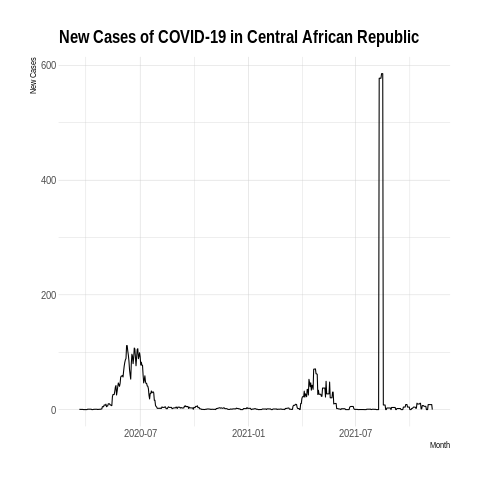 New Cases of COVID-19 in Central African Republic
New Cases
600
400
200
0
2020-07
2021-01
2021-07
Month